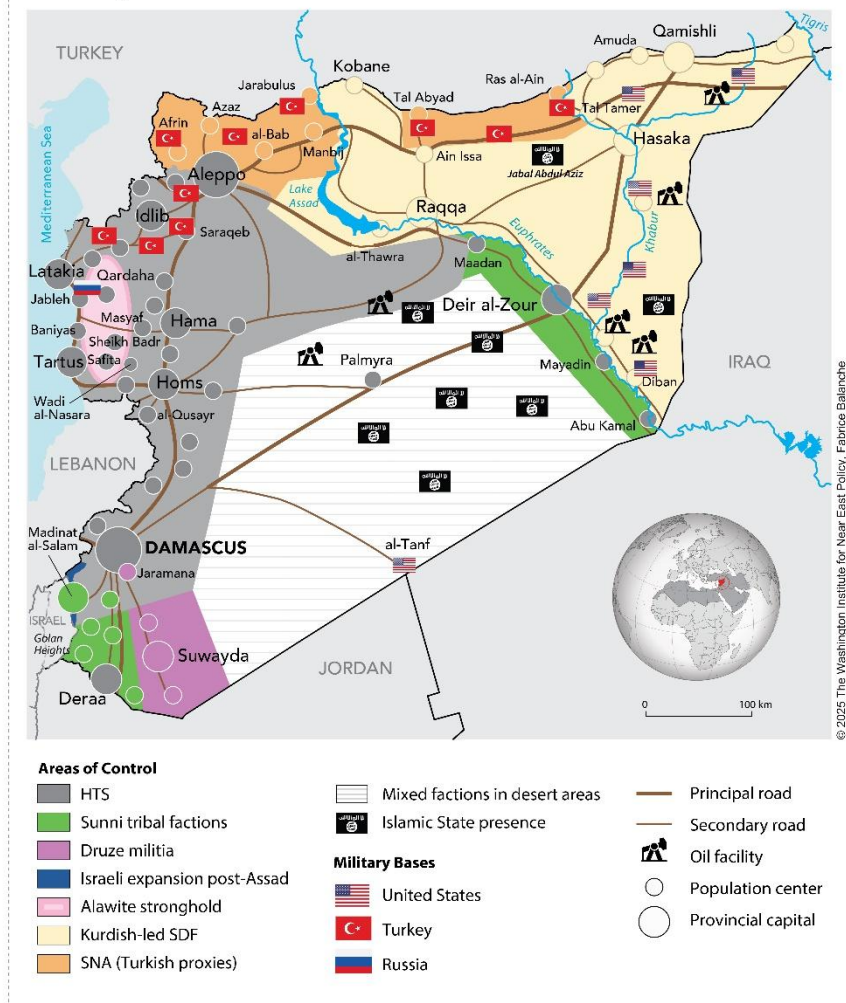 TURKEY
Tigris
Qamishli
Amuda
Kobane
Ras al-Ain
Jarabulus
Tal Abyad
Azaz
Afrin
Tal Tamer
al-Bab
Manbij
Hasaka
Ain Issa
Aleppo
Jabal Abdul Aziz
Mediterranean Sea
Lake
Assad
Idlib
Raqqa
Khabur
Euphrates
Saraqeb
al-Thawra
Maadan
Latakia
Qardaha
Jableh
Deir al-Zour
Masyaf
Hama
Baniyas
Sheikh Badr
Palmyra
IRAQ
Tartus
Safita
Mayadin
Homs
Diban
Wadi
al-Nasara
al-Qusayr
Abu Kamal
LEBANON
Madinat
al-Salam
DAMASCUS
al-Tanf
Jaramana
ISRAEL
Golan
Heights
Suwayda
JORDAN
Deraa
0
100 km
© 2025 The Washington Institute for Near East Policy. Fabrice Balanche
Areas of Control
HTS
Sunni tribal factions
Druze militia
Israeli expansion post-Assad
Alawite stronghold
Kurdish-led SDF
SNA (Turkish proxies)
Mixed factions in desert areas
Islamic State presence
Military Bases
United States
Turkey
Russia
Principal road
Secondary road
Oil facility
Population center
Provincial capital